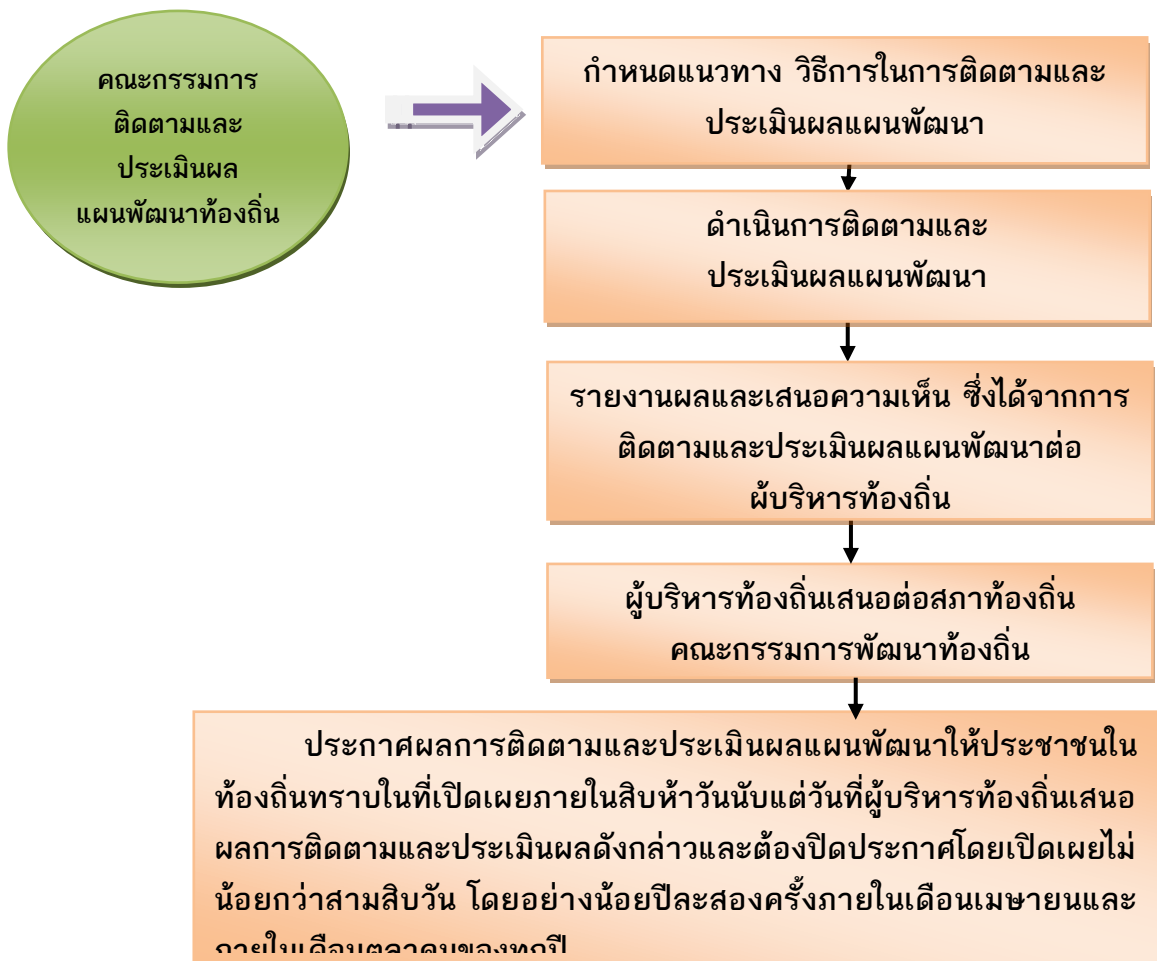 คณะกรรมการ
ติดตามและ
ประเมินผล
แผนพัฒนาท้องถิ่น
กำหนดแนวทาง วิธีการในการติดตามและ
ประเมินผลแผนพัฒนา
ดำเนินการติดตามและ
ประเมินผลแผนพัฒนา
รายงานผลและเสนอความเห็น ซึ่งได้จากการ
ติดตามและประเมินผลแผนพัฒนาต่อ
ผู้บริหารท้องถิ่น
ผู้บริหารท้องถิ่นเสนอต่อสภาท้องถิ่น
คณะกรรมการพัฒนาท้องถิ่น
ประกาศผลการติดตามและประเมินผลแผนพัฒนาให้ประชาชนใน
ท้องถิ่นทราบในที่เปิดเผยภายในสิบห้าวันนับแต่วันที่ผู้บริหารท้องถิ่นเสนอ
ผลการติดตามและประเมินผลดังกล่าวและต้องปิดประกาศโดยเปิดเผยไม่
น้อยกว่าสามสิบวัน โดยอย่างน้อยปีละสองครั้งภายในเดือนเมษายนและ
ภายในเดือนตุลาคมของทุกปี